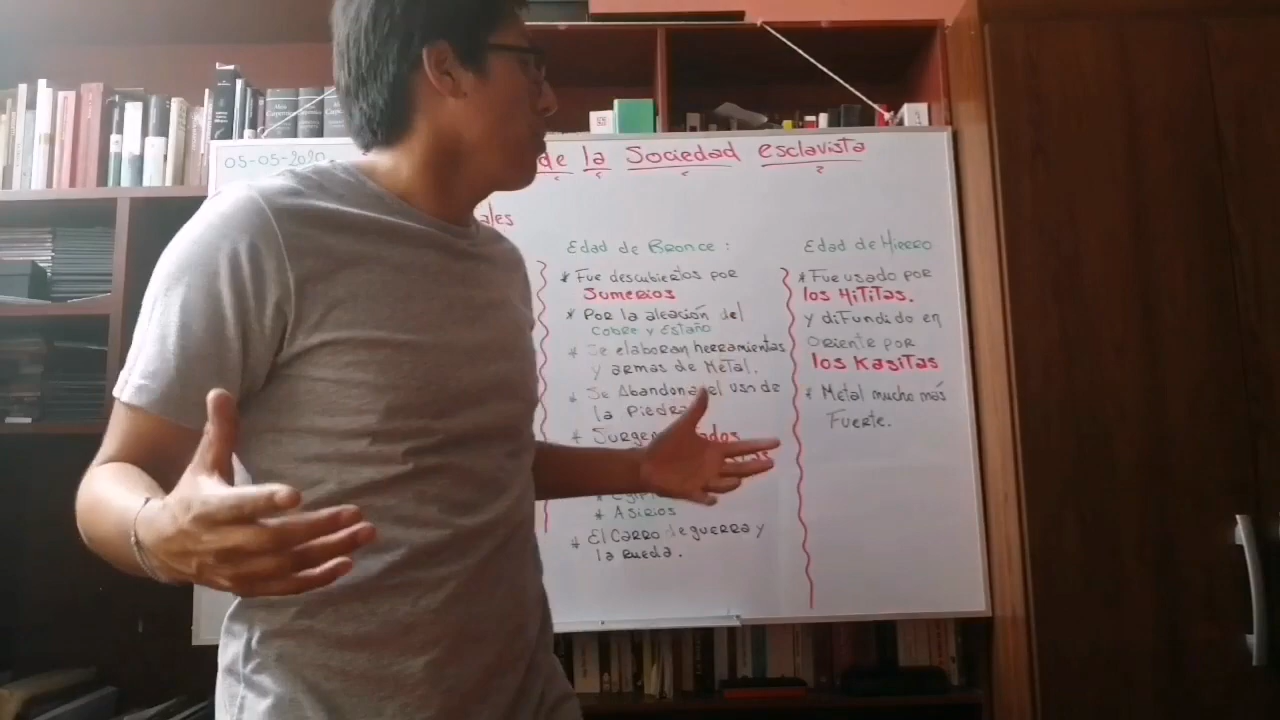 05-05-2020
de la Sociedad esclavista
ales
Edad de Bronce :
* Fue descubiertos por
Sumerios
* Por la aleación del
Cobre y Estaño
* Se elaboran herramientas
y armas de Metal.
* Se Abandona el uso de
la Piedra
* Surgen
* Asirios
* El Carro de guerra y
la Rueda.
Edad de Hierro
* Fue usado por
los Hititas.
y difundido en
Oriente por
los Kasitas
* Metal mucho más
Fuerte.